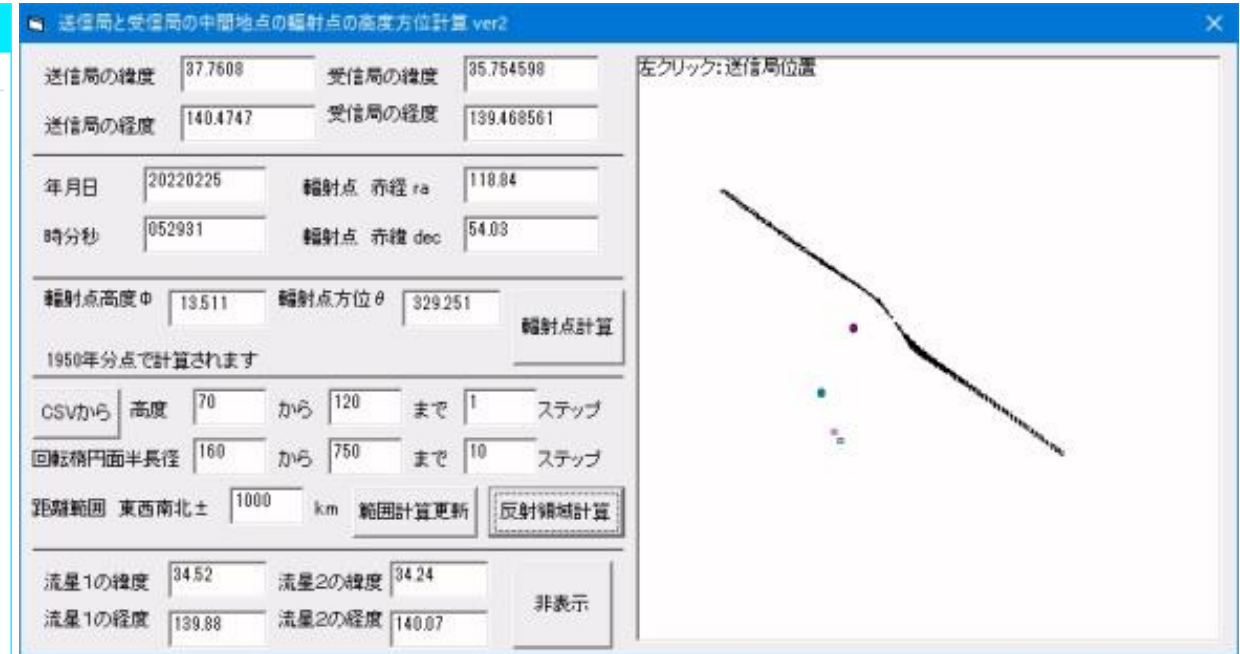 送信局と受信局の中間地点の輻射点の高度方位計算 ver2
送信局の緯度 37.7608 受信局の緯度 35.754598
送信局の経度 140.4747 受信局の経度 139.468561
年月日 20220225 輻射点 赤経 ra 118.84
時分秒 052931 輻射点 赤緯 dec 54.03
輻射点高度Φ 13.511 輻射点方位θ 329.251 輻射点計算
1950年分点で計算されます
CSVから 高度 70 から 120 まで 1 ステップ
回転楕円面半長径 160 から 750 まで 10 ステップ
距離範囲 東西南北± 1000 km 範囲計算更新 反射領域計算
流星1の緯度 34.52 流星2の緯度 34.24 非表示
流星1の経度 139.88 流星2の経度 140.07
左クリック:送信局位置